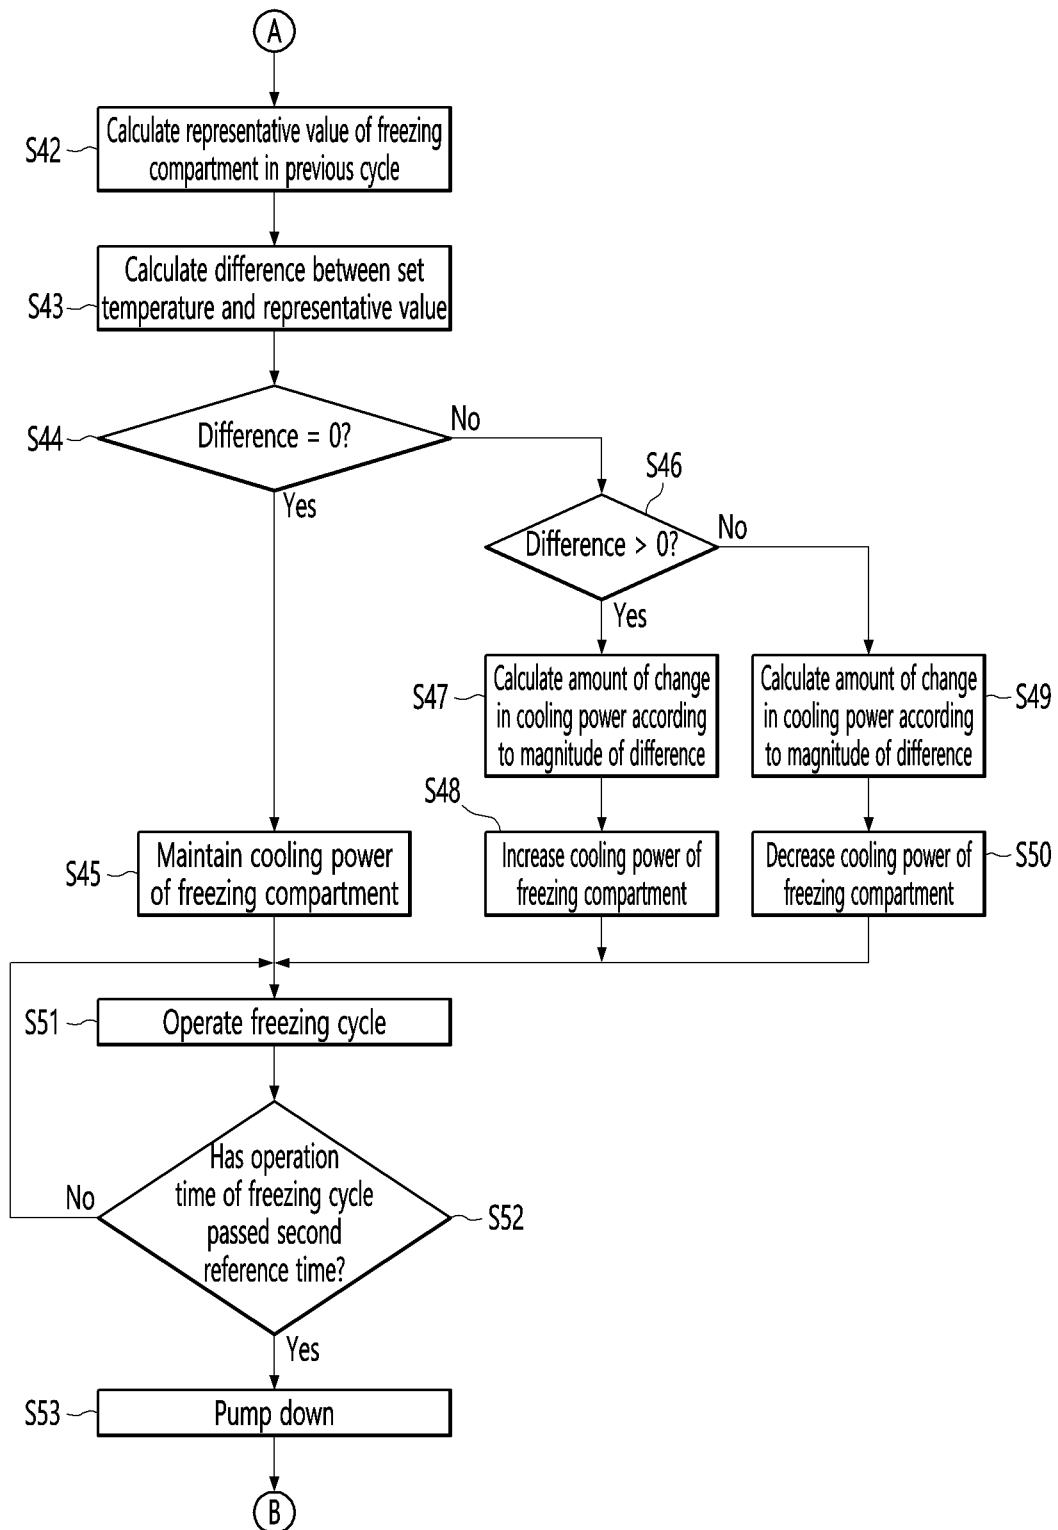 A
S42
Calculate representative value of freezing
compartment in previous cycle
S43
Calculate difference between set
temperature and representative value
S44
Difference = 0?
No
Yes
S46
Difference > 0?
No
Yes
S47
Calculate amount of change
in cooling power according
to magnitude of difference
Calculate amount of change
in cooling power according
to magnitude of difference
S49
S48
S45
Maintain cooling power
of freezing compartment
Increase cooling power of
freezing compartment
Decrease cooling power of
freezing compartment
S50
S51
Operate freezing cycle
Has operation
time of freezing cycle
passed second
reference time?
No
S52
Yes
S53
Pump down
B